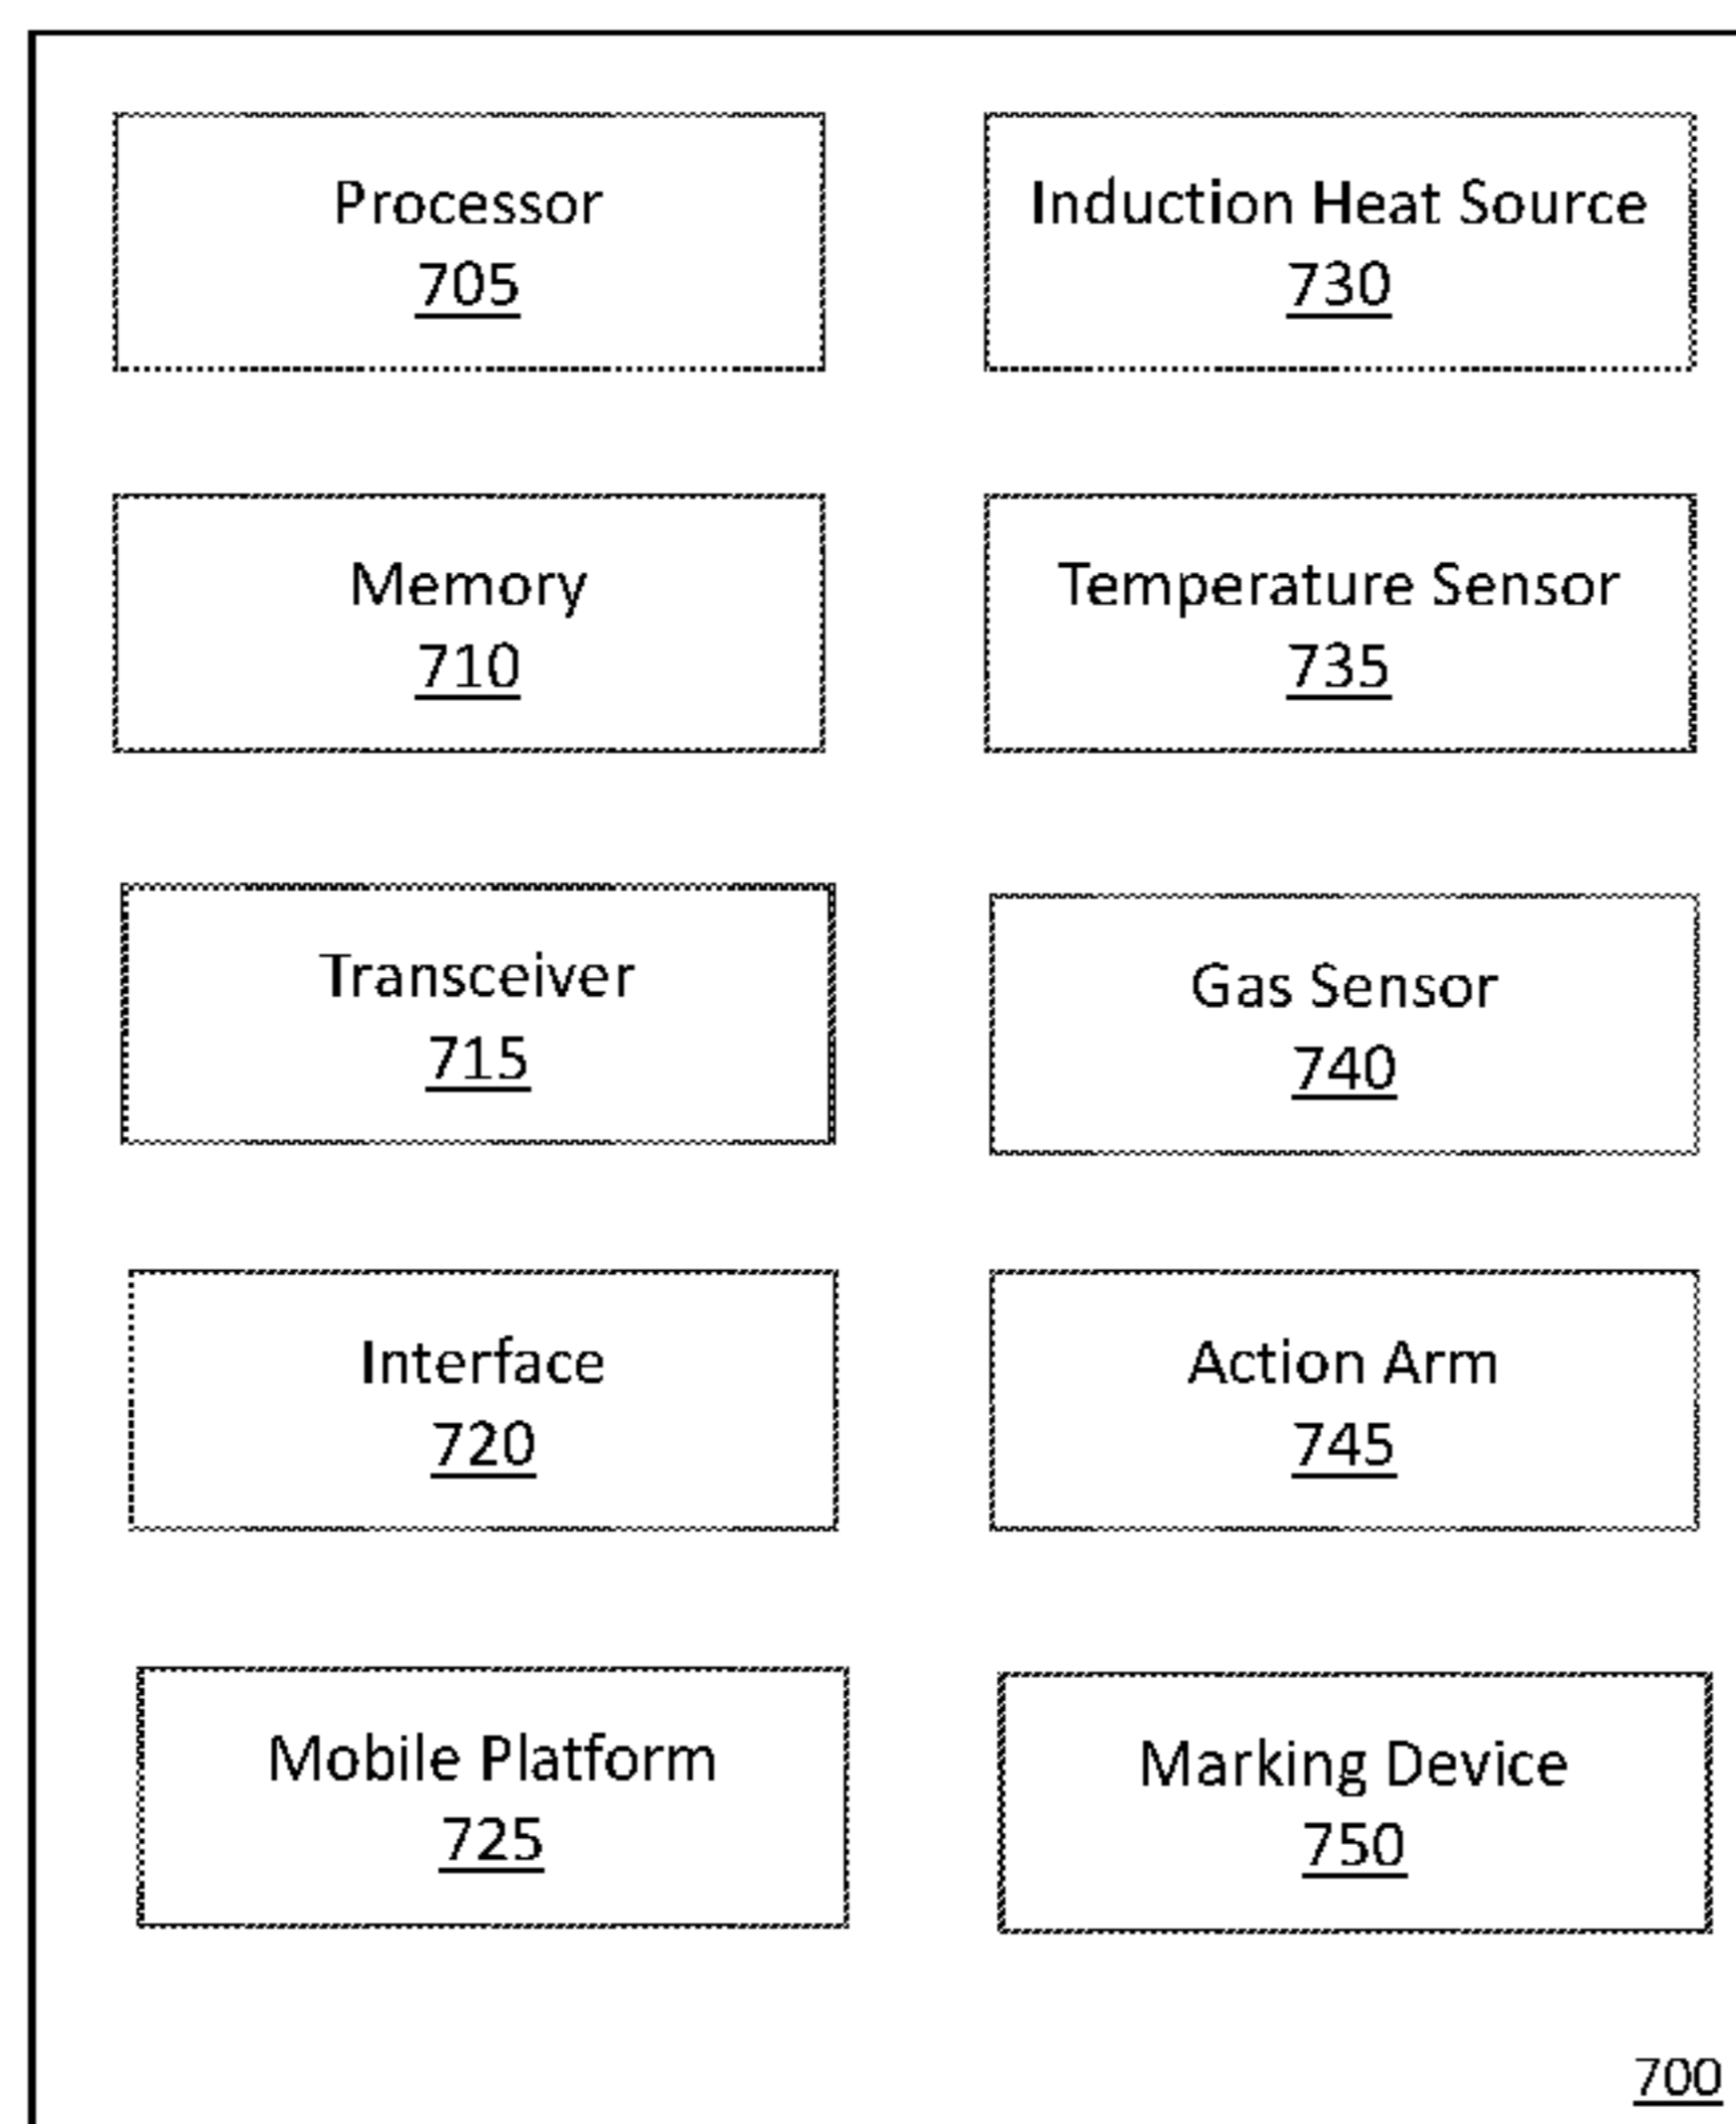 Processor
705
Induction Heat Source
730
Memory
710
Temperature Sensor
735
Transceiver
715
Gas Sensor
740
Interface
720
Action Arm
745
Mobile Platform
725
Marking Device
750
700